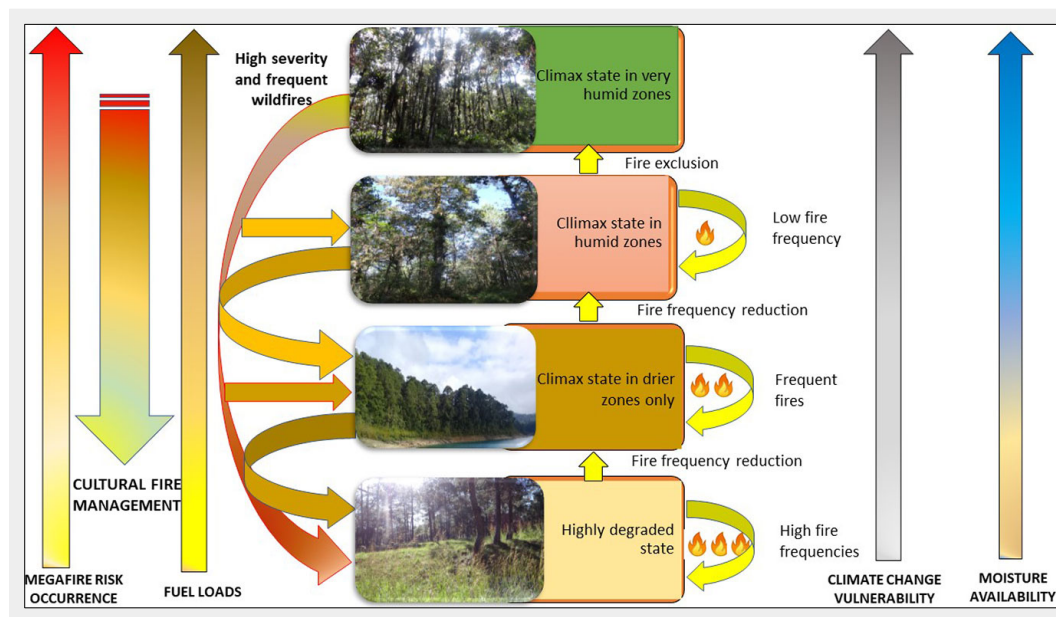 High severity
and frequent
wildfires
Climax state in very
humid zones
Fire exclusion
Cllimax state in
humid zones
Low fire
frequency
Fire frequency reduction
Climax state in drier
zones only
Frequent
fires
Fire frequency reduction
CULTURAL FIRE
MANAGEMENT
Highly degraded
state
High fire
frequencies
MEGAFIRE RISK
OCCURRENCE
FUEL LOADS
CLIMATE CHANGE
VULNERABILITY
MOISTURE
AVAILABILITY